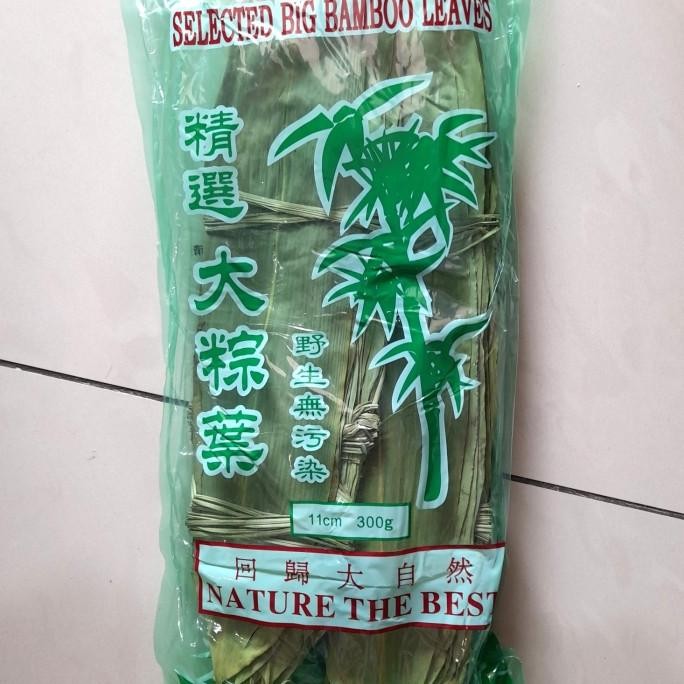 SELECTED BIG BAMBOO LEAVES
精選
大粽葉
野生無污染
11cm 300g
回歸大自然
NATURE THE BEST